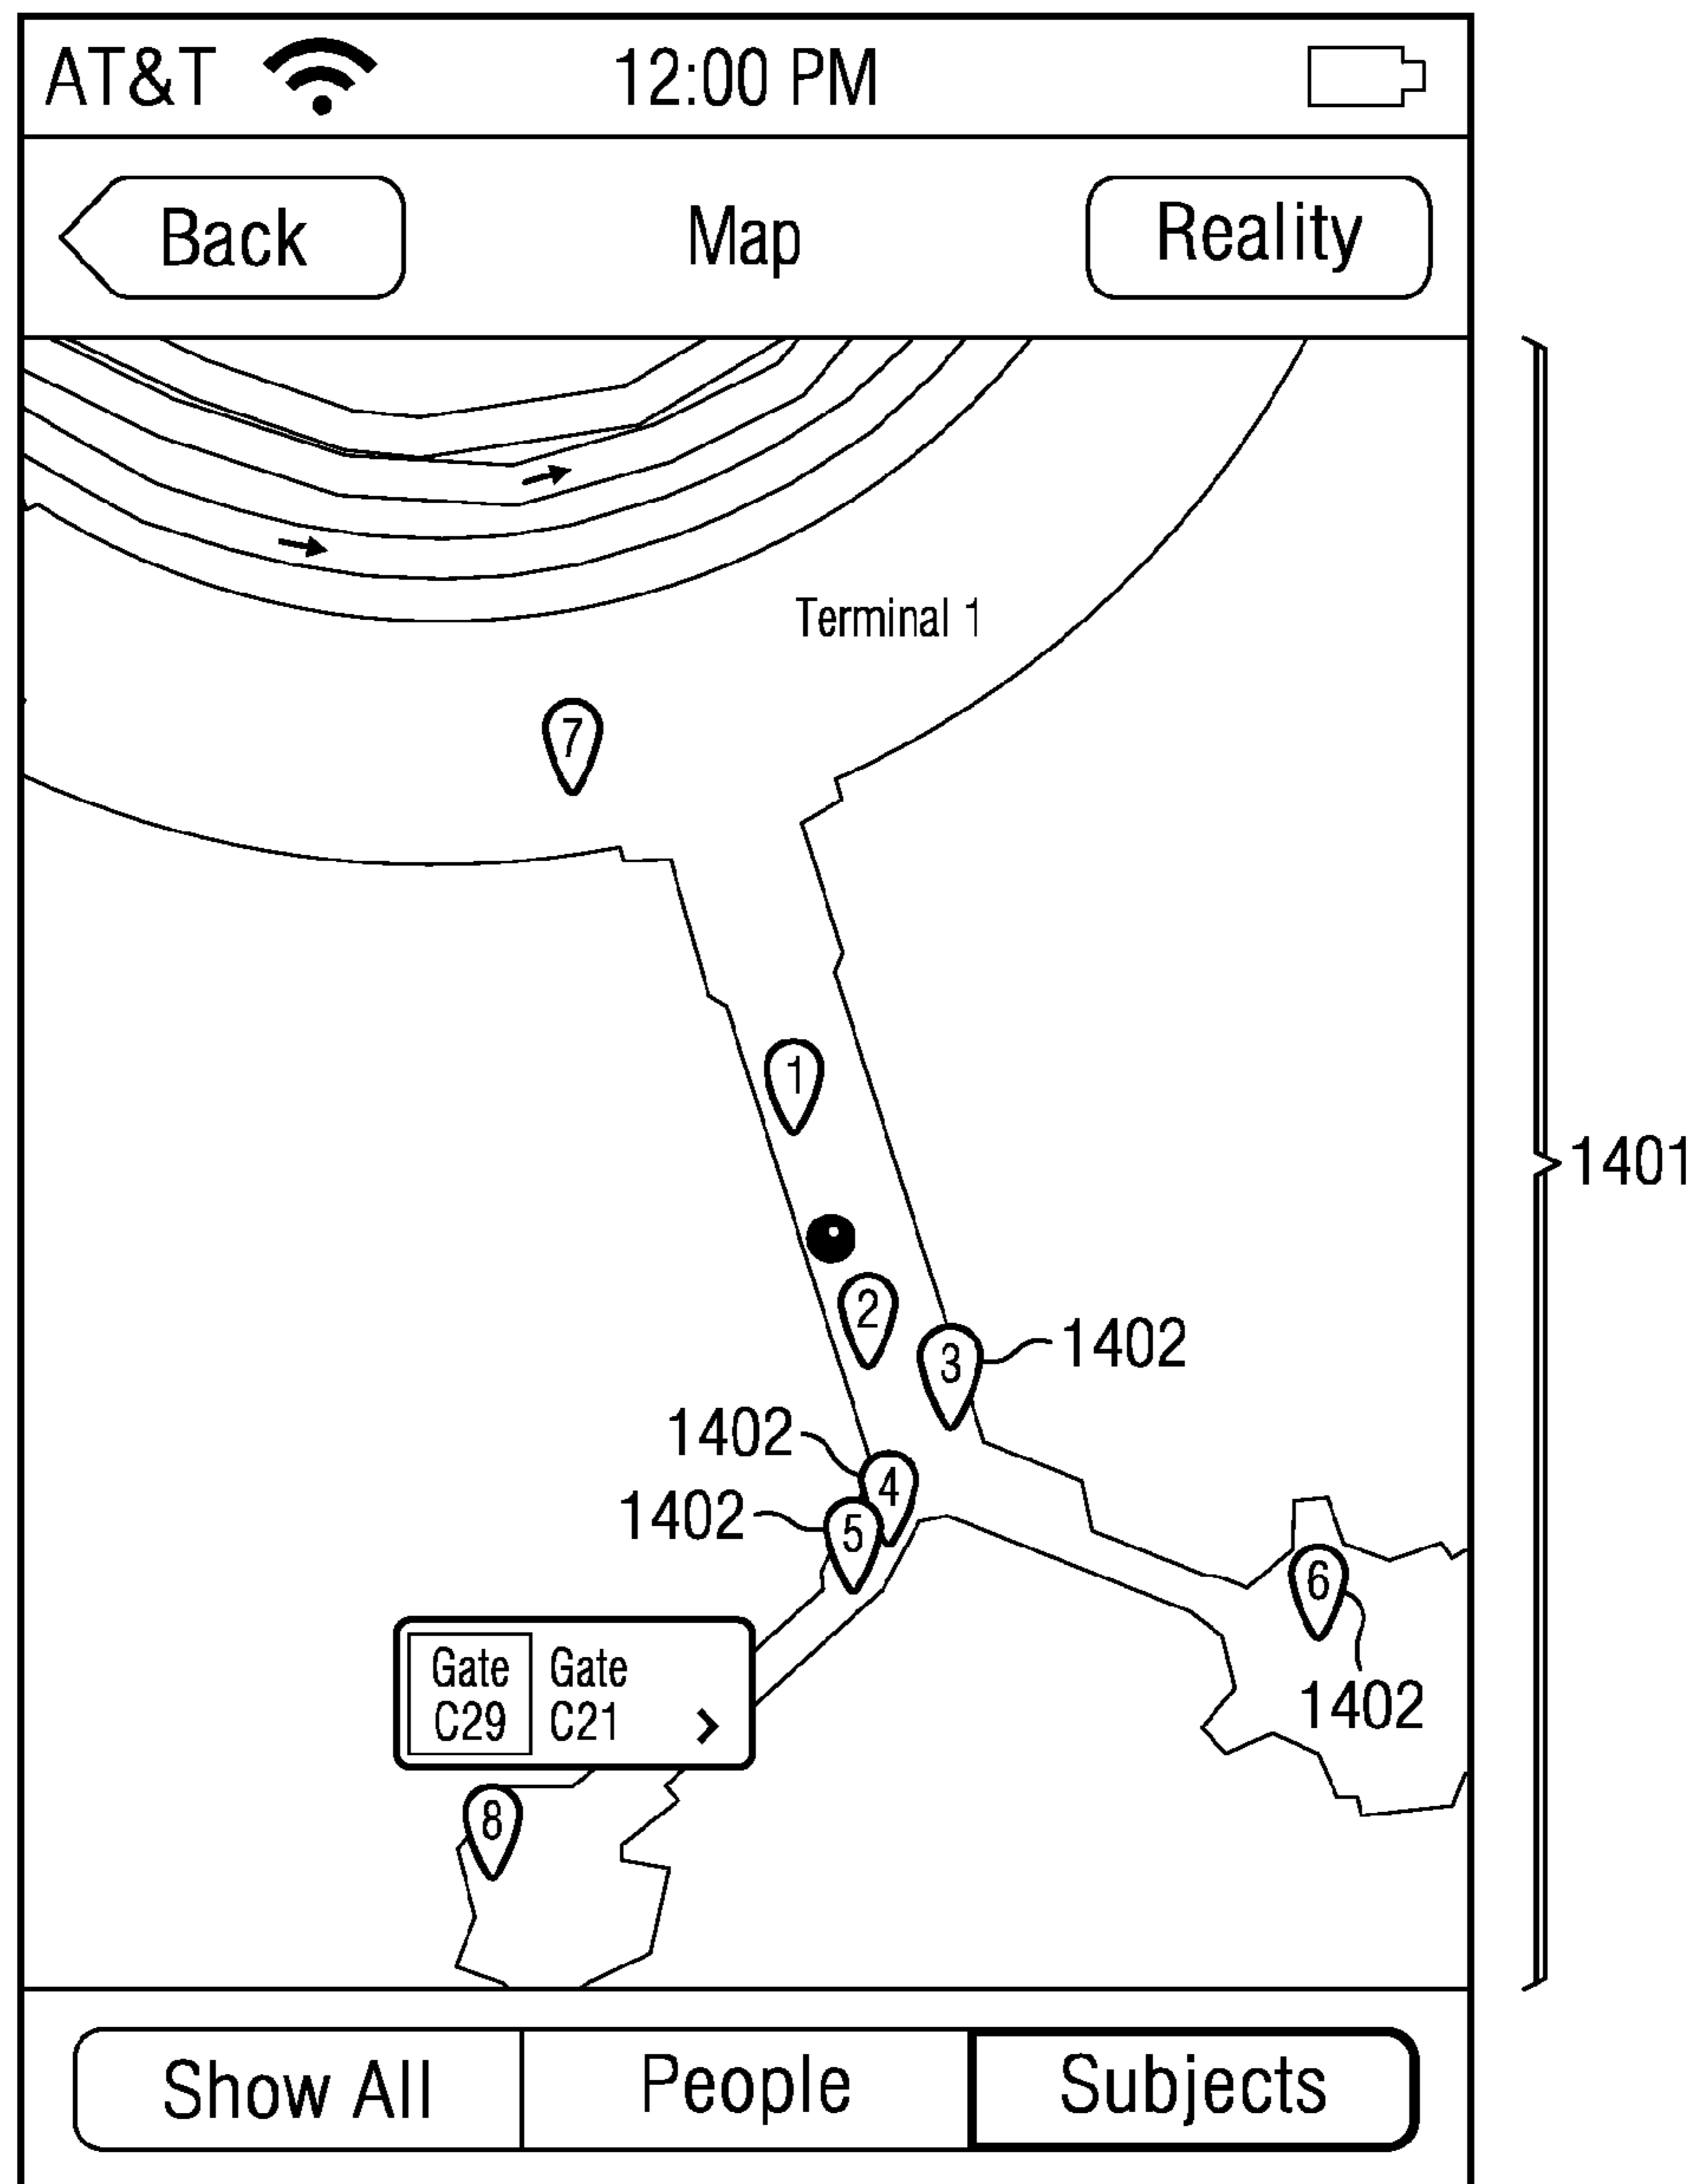 AT&T 12:00 PM
Back Map Reality
Terminal 1
7
1
1401
2
3 1402
1402 4
1402 5
6
Gate Gate
C29 C21
1402
8
Show All People Subjects